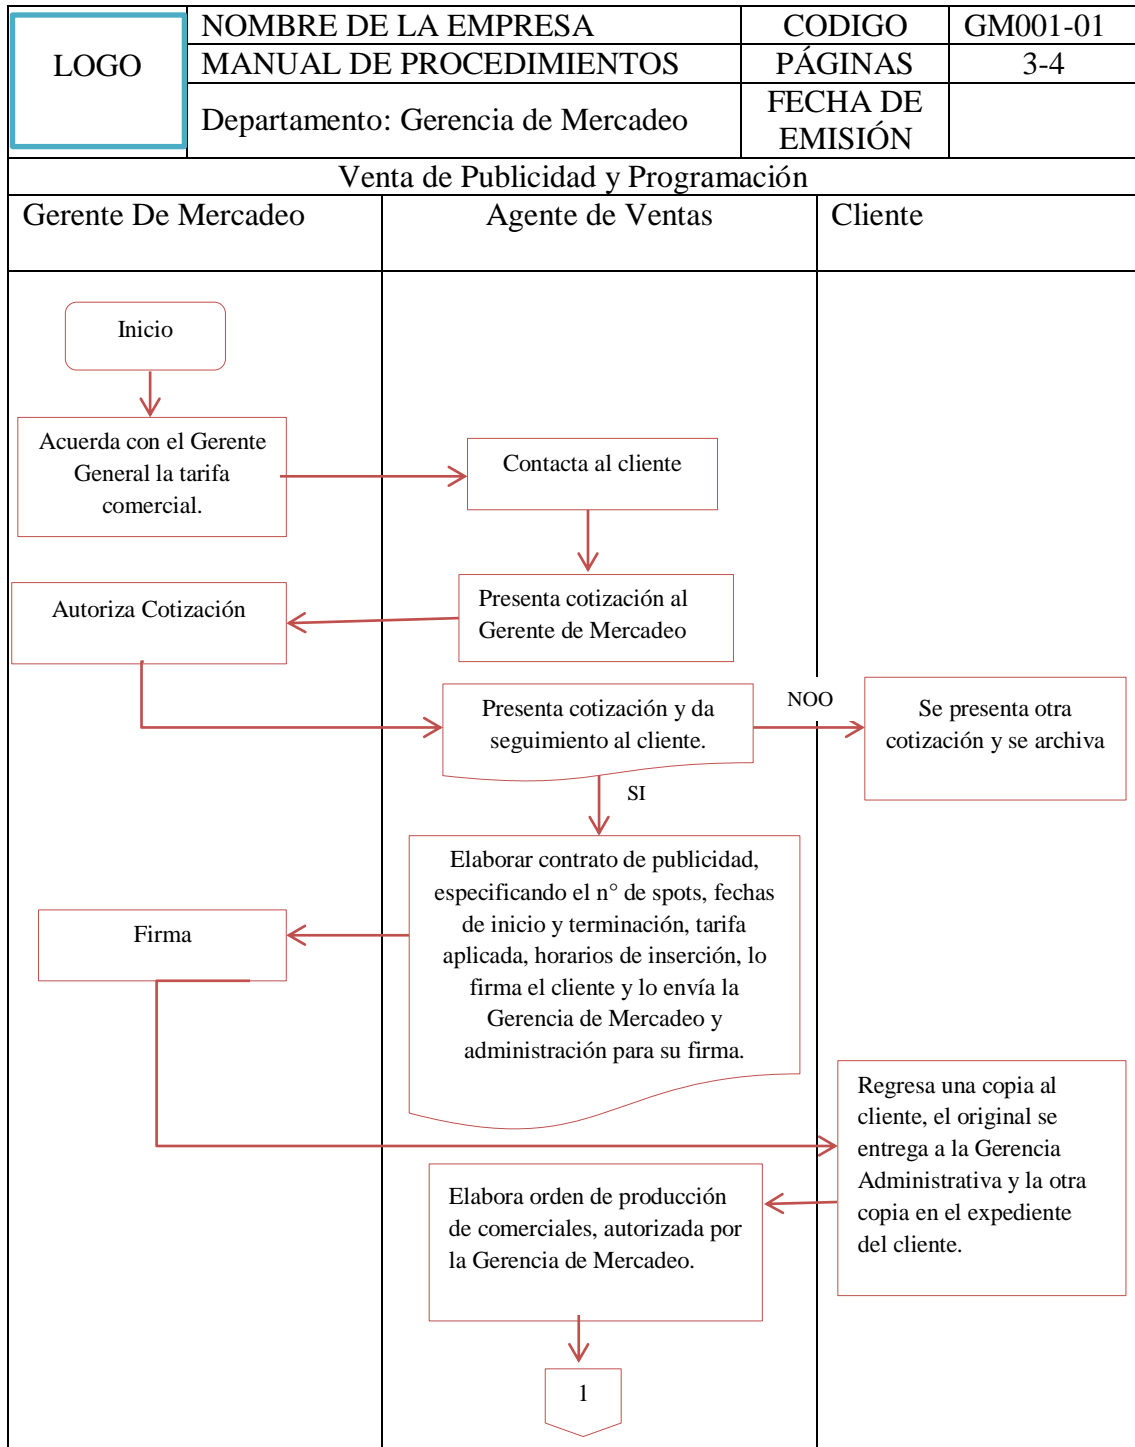 LOGO
NOMBRE DE LA EMPRESA
CODIGO
GM001-01
MANUAL DE PROCEDIMIENTOS
PÁGINAS
3-4
Departamento: Gerencia de Mercadeo
FECHA DE
EMISIÓN
Venta de Publicidad y Programación
Gerente De Mercadeo
Agente de Ventas
Cliente
Inicio
Acuerda con el Gerente
General la tarifa
comercial.
Contacta al cliente
Presenta cotización al
Gerente de Mercadeo
Autoriza Cotización
Presenta cotización y da
seguimiento al cliente.
NOO
Se presenta otra
cotización y se archiva
SI
Elaborar contrato de publicidad,
especificando el n° de spots, fechas
de inicio y terminación, tarifa
aplicada, horarios de inserción, lo
firma el cliente y lo envía la
Gerencia de Mercadeo y
administración para su firma.
Firma
Regresa una copia al
cliente, el original se
entrega a la Gerencia
Administrativa y la otra
copia en el expediente
del cliente.
Elabora orden de producción
de comerciales, autorizada por
la Gerencia de Mercadeo.
1